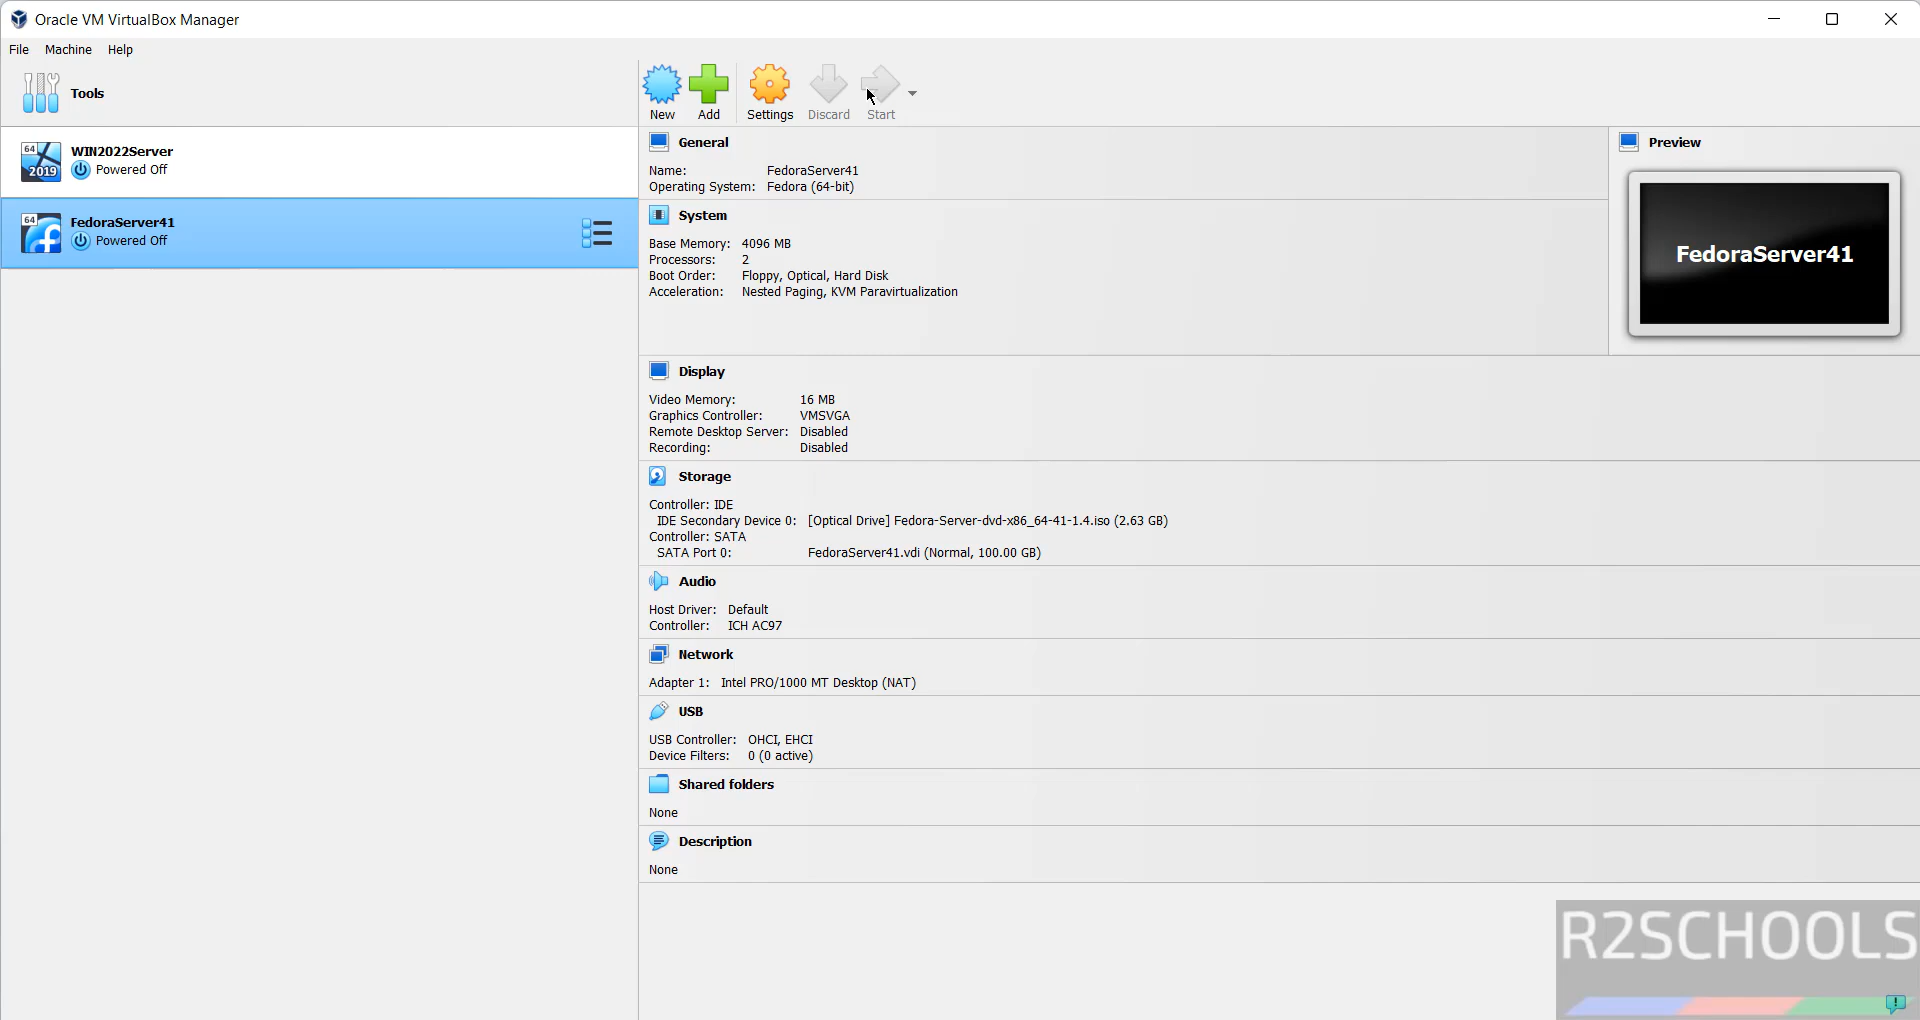 Oracle VM VirtualBox Manager
File Machine Help
Tools
New Add Settings Discard Start
64
2019
WIN2022Server
Powered Off
64
FedoraServer41
Powered Off
General
Name: FedoraServer41
Operating System: Fedora (64-bit)
Preview
FedoraServer41
System
Base Memory: 4096 MB
Processors: 2
Boot Order: Floppy, Optical, Hard Disk
Acceleration: Nested Paging, KVM Paravirtualization
Display
Video Memory: 16 MB
Graphics Controller: VMSVGA
Remote Desktop Server: Disabled
Recording: Disabled
Storage
Controller: IDE
IDE Secondary Device 0: [Optical Drive] Fedora-Server-dvd-x86_64-41-1.4.iso (2.63 GB)
Controller: SATA
SATA Port 0: FedoraServer41.vdi (Normal, 100.00 GB)
Audio
Host Driver: Default
Controller: ICH AC97
Network
Adapter 1: Intel PRO/1000 MT Desktop (NAT)
USB
USB Controller: OHCI, EHCI
Device Filters: 0 (0 active)
Shared folders
None
Description
None
R2SCHOOLS